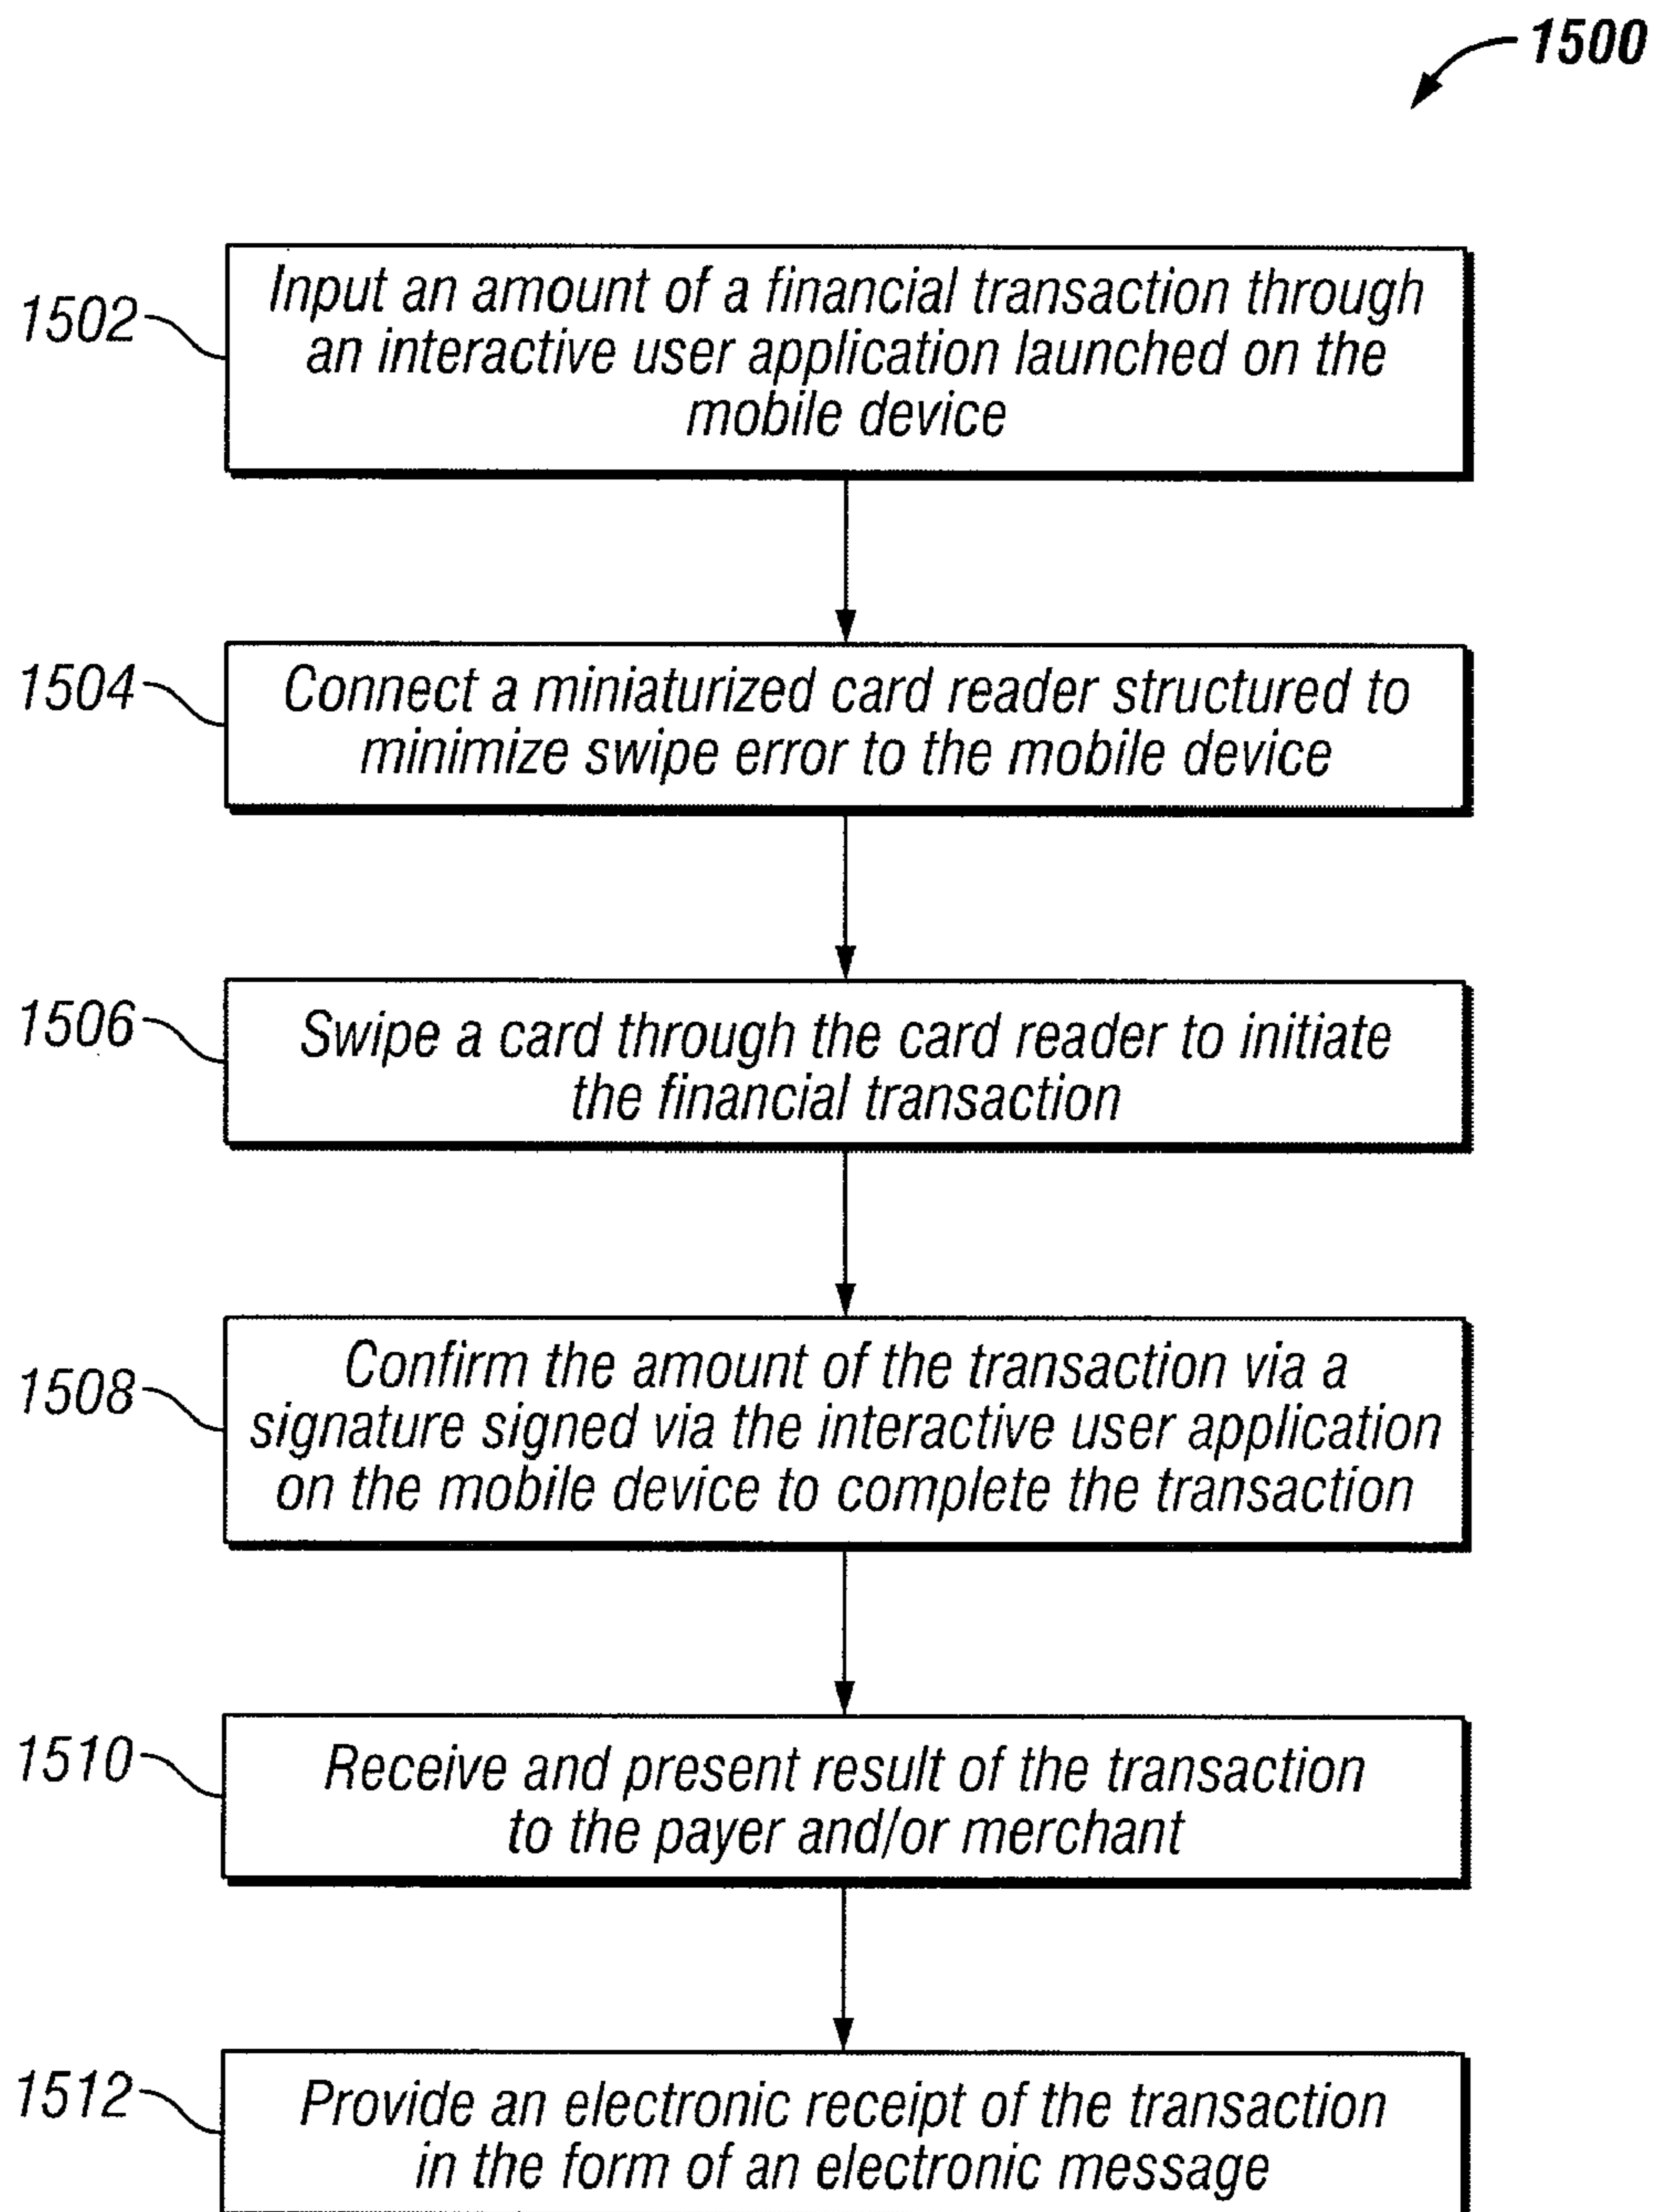 1500
1502
Input an amount of a financial transaction through
an interactive user application launched on the
mobile device
1504
Connect a miniaturized card reader structured to
minimize swipe error to the mobile device
1506
Swipe a card through the card reader to initiate
the financial transaction
1508
Confirm the amount of the transaction via a
signature signed via the interactive user application
on the mobile device to complete the transaction
1510
Receive and present result of the transaction
to the payer and/or merchant
1512
Provide an electronic receipt of the transaction
in the form of an electronic message